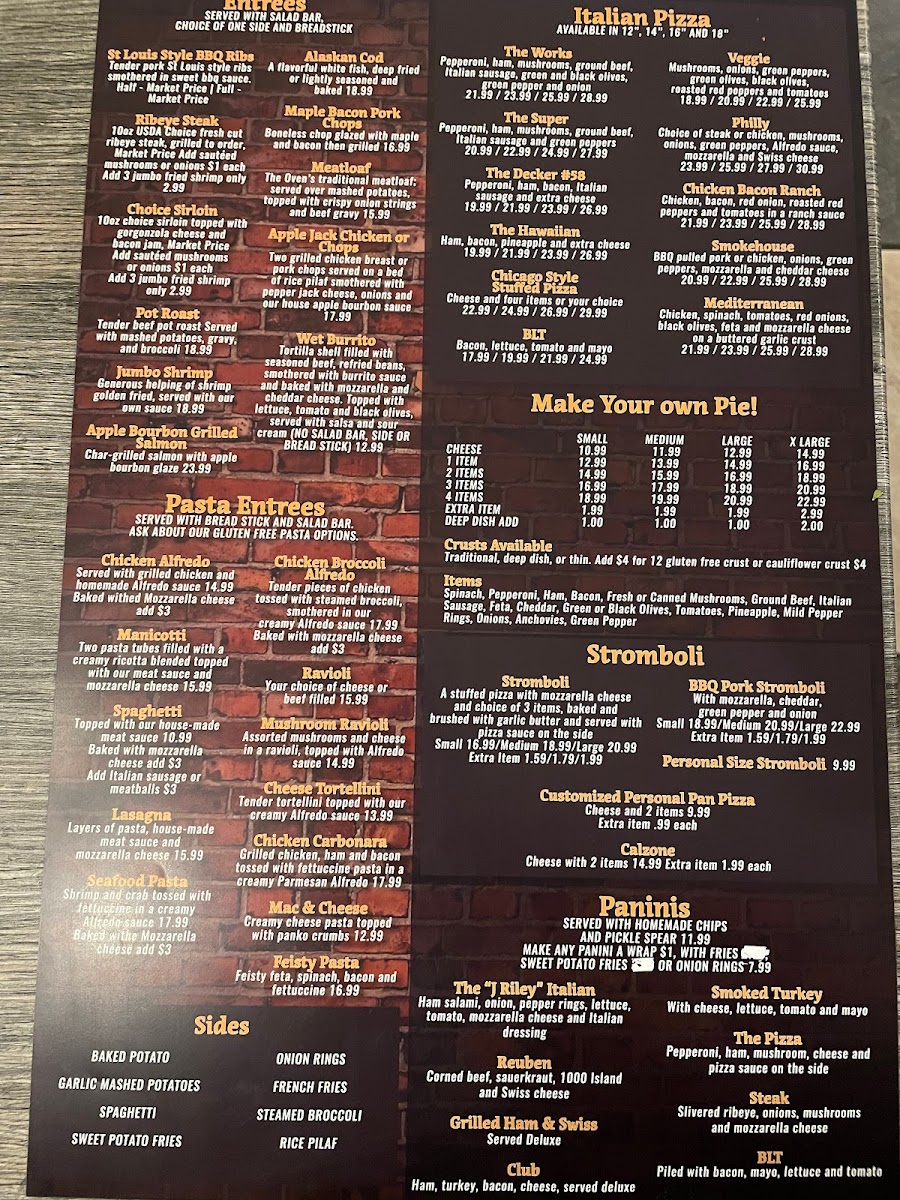 Entrees
SERVED WITH SALAD BAR,
CHOICE OF ONE SIDE AND BREADSTICK
St Louis Style BBQ Ribs
Tender pork St Louis style ribs
smothered in sweet bbq sauce.
Half - Market Price | Full -
Market Price
Ribeye Steak
10oz USDA Choice fresh cut
ribeye steak, grilled to order.
Market Price Add sautéed
mushrooms or onions $1 each
Add 3 jumbo fried shrimp only
2.99
Choice Sirloin
10oz choice sirloin topped with
gorgonzola cheese and
bacon jam, Market Price
Add sautéed mushrooms
or onions $1 each
Add 3 jumbo fried shrimp
only 2.99
Pot Roast
Tender beef pot roast Served
with mashed potatoes, gravy,
and broccoli 18.99
Jumbo Shrimp
Generous helping of shrimp
golden fried, served with our
own sauce 18.99
Apple Bourbon Grilled
Salmon
Char-grilled salmon with apple
bourbon glaze 23.99
Alaskan Cod
A flavorful white fish, deep fried
or lightly seasoned and
baked 18.99
Maple Bacon Pork
Chops
Boneless chop glazed with maple
and bacon then grilled 16.99
Meatloaf
The Oven's traditional meatloaf:
served over mashed potatoes,
topped with crispy onion strings
and beef gravy 15.99
Apple Jack Chicken or
Chops
Two grilled chicken breast or
pork chops served on a bed
of rice pilaf smothered with
pepper jack cheese, onions and
our house apple bourbon sauce
17.99
Wet Burrito
Tortilla shell filled with
seasoned beef, refried beans,
smothered with burrito sauce
and baked with mozzarella and
cheddar cheese. Topped with
lettuce, tomato and black olives,
served with salsa and sour
cream (NO SALAD BAR, SIDE OR
BREAD STICK) 12.99
Pasta Entrees
SERVED WITH BREAD STICK AND SALAD BAR.
ASK ABOUT OUR GLUTEN FREE PASTA OPTIONS.
Chicken Alfredo
Served with grilled chicken and
homemade Alfredo sauce 14.99
Baked withed Mozzarella cheese
add $3
Manicotti
Two pasta tubes filled with a
creamy ricotta blended topped
with our meat sauce and
mozzarella cheese 15.99
Spaghetti
Topped with our house-made
meat sauce 10.99
Baked with mozzarella
cheese add $3
Add Italian sausage or
meatballs $3
Lasagna
Layers of pasta, house-made
meat sauce and
mozzarella cheese 15.99
Seafood Pasta
Shrimp and crab tossed with
fettuccine in a creamy
Alfredo sauce 17.99
Baked withe Mozzarella
cheese add $3
Chicken Broccoli
Alfredo
Tender pieces of chicken
tossed with steamed broccoli,
smothered in our
creamy Alfredo sauce 17.99
Baked with mozzarella cheese
add $3
Ravioli
Your choice of cheese or
beef filled 15.99
Mushroom Ravioli
Assorted mushrooms and cheese
in a ravioli, topped with Alfredo
sauce 14.99
Cheese Tortellini
Tender tortellini topped with our
creamy Alfredo sauce 13.99
Chicken Carbonara
Grilled chicken, ham and bacon
tossed with fettuccine pasta in a
creamy Parmesan Alfredo 17.99
Mac & Cheese
Creamy cheese pasta topped
with panko crumbs 12.99
Feisty Pasta
Feisty feta, spinach, bacon and
fettuccine 16.99
Sides
BAKED POTATO
GARLIC MASHED POTATOES
SPAGHETTI
SWEET POTATO FRIES
ONION RINGS
FRENCH FRIES
STEAMED BROCCOLI
RICE PILAF
Italian Pizza
AVAILABLE IN 12", 14", 16" AND 18"
The Works
Pepperoni, ham, mushrooms, ground beef,
Italian sausage, green and black olives,
green pepper and onion
21.99 / 23.99 / 25.99 / 28.99
The Super
Pepperoni, ham, mushrooms, ground beef,
Italian sausage and green peppers
20.99 / 22.99 / 24.99 / 27.99
The Decker #58
Pepperoni, ham, bacon, Italian
sausage and extra cheese
19.99 / 21.99 / 23.99 / 26.99
The Hawaiian
Ham, bacon, pineapple and extra cheese
19.99 / 21.99 / 23.99 / 26.99
Chicago Style
Stuffed Pizza
Cheese and four items or your choice
22.99 / 24.99 / 26.99 / 29.99
BLT
Bacon, lettuce, tomato and mayo
17.99 / 19.99 / 21.99 / 24.99
Veggie
Mushrooms, onions, green peppers,
green olives, black olives,
roasted red peppers and tomatoes
18.99 / 20.99 / 22.99 / 25.99
Philly
Choice of steak or chicken, mushrooms,
onions, green peppers, Alfredo sauce,
mozzarella and Swiss cheese
23.99 / 25.99 / 27.99 / 30.99
Chicken Bacon Ranch
Chicken, bacon, red onion, roasted red
peppers and tomatoes in a ranch sauce
21.99 / 23.99 / 25.99 / 28.99
Smokehouse
BBQ pulled pork or chicken, onions, green
peppers, mozzarella and cheddar cheese
20.99 / 22.99 / 25.99 / 28.99
Mediterranean
Chicken, spinach, tomatoes, red onions,
black olives, feta and mozzarella cheese
on a buttered garlic crust
21.99 / 23.99 / 25.99 / 28.99
Make Your own Pie!
SMALL MEDIUM LARGE X LARGE
CHEESE 10.99 11.99 12.99 14.99
1 ITEM 12.99 13.99 14.99 16.99
2 ITEMS 14.99 15.99 16.99 18.99
3 ITEMS 16.99 17.99 18.99 20.99
4 ITEMS 18.99 19.99 20.99 22.99
EXTRA ITEM 1.99 1.99 1.99 2.99
DEEP DISH ADD 1.00 1.00 1.00 2.00
Crusts Available
Traditional, deep dish, or thin. Add $4 for 12 gluten free crust or cauliflower crust $4
Items
Spinach, Pepperoni, Ham, Bacon, Fresh or Canned Mushrooms, Ground Beef, Italian
Sausage, Feta, Cheddar, Green or Black Olives, Tomatoes, Pineapple, Mild Pepper
Rings, Onions, Anchovies, Green Pepper
Stromboli
Stromboli
A stuffed pizza with mozzarella cheese
and choice of 3 items, baked and
brushed with garlic butter and served with
pizza sauce on the side
Small 16.99/Medium 18.99/Large 20.99
Extra Item 1.59/1.79/1.99
BBQ Pork Stromboli
With mozzarella, cheddar,
green pepper and onion
Small 18.99/Medium 20.99/Large 22.99
Extra Item 1.59/1.79/1.99
Personal Size Stromboli 9.99
Customized Personal Pan Pizza
Cheese and 2 items 9.99
Extra item .99 each
Calzone
Cheese with 2 items 14.99 Extra item 1.99 each
Paninis
SERVED WITH HOMEMADE CHIPS
AND PICKLE SPEAR 11.99
MAKE ANY PANINI A WRAP $1, WITH FRIES
SWEET POTATO FRIES OR ONION RINGS 7.99
The “J Riley” Italian
Ham salami, onion, pepper rings, lettuce,
tomato, mozzarella cheese and Italian
dressing
Reuben
Corned beef, sauerkraut, 1000 Island
and Swiss cheese
Grilled Ham & Swiss
Served Deluxe
Club
Ham, turkey, bacon, cheese, served deluxe
Smoked Turkey
With cheese, lettuce, tomato and mayo
The Pizza
Pepperoni, ham, mushroom, cheese and
pizza sauce on the side
Steak
Slivered ribeye, onions, mushrooms
and mozzarella cheese
BLT
Piled with bacon, mayo, lettuce and tomato